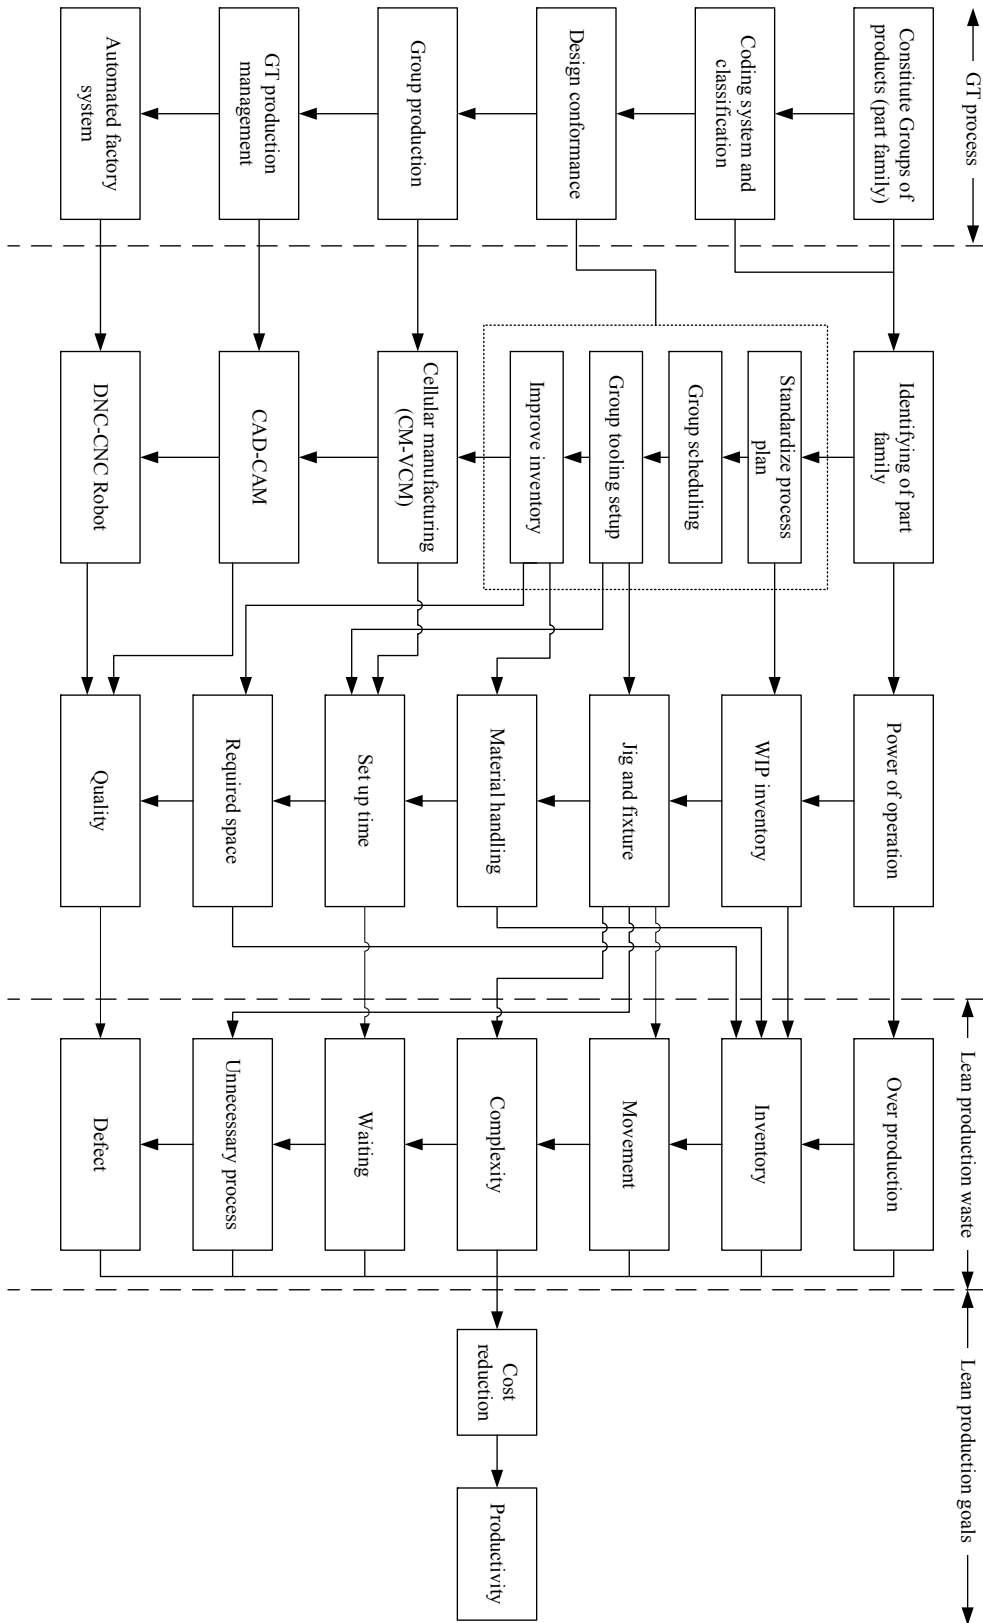 GT process
Lean production waste
Lean production goals
Constitute Groups of
products (part family)
Coding system and
classification
Design conformance
Group production
GT production
management
Automated factory
system
Identifying of part
family
Standardize process
plan
Group scheduling
Group tooling setup
Improve inventory
Cellular manufacturing
(CM-VCM)
CAD-CAM
DNC-CNC Robot
Power of operation
WIP inventory
Jig and fixture
Material handling
Set up time
Required space
Quality
Over production
Inventory
Movement
Complexity
Waiting
Unnecessary process
Defect
Cost
reduction
Productivity